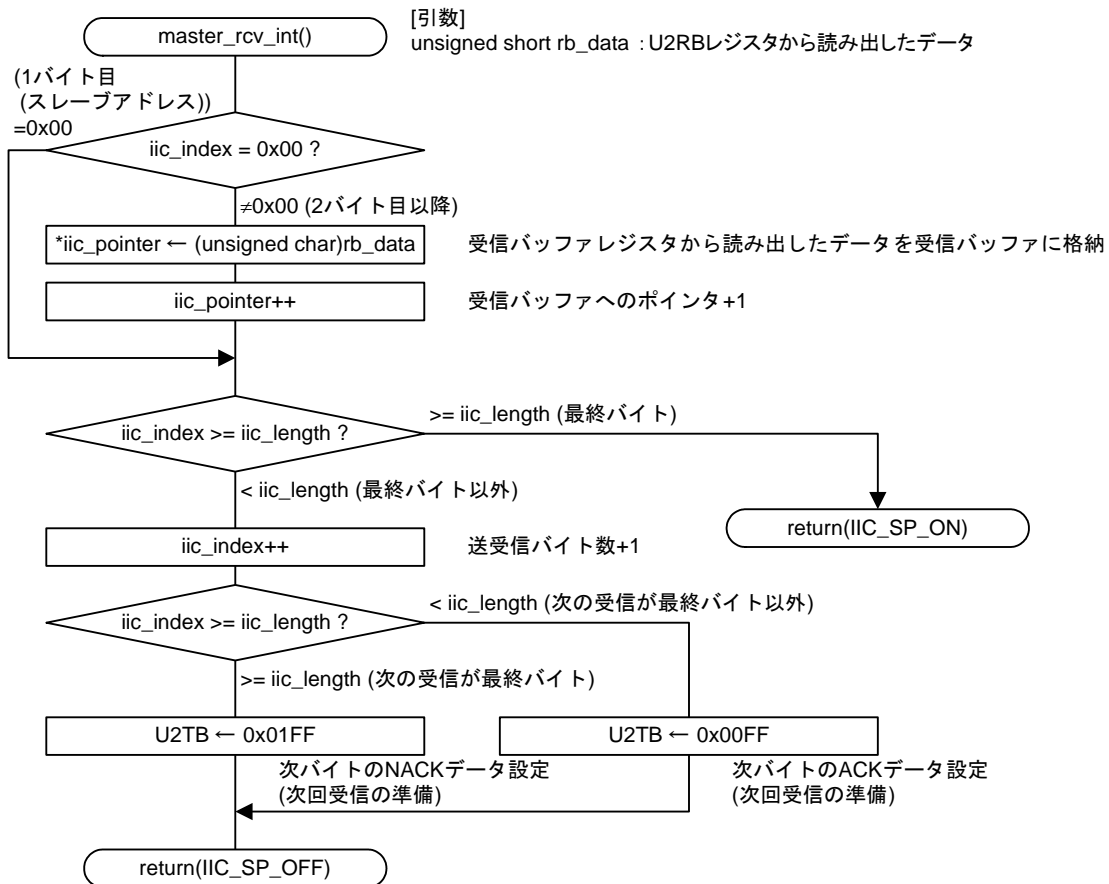 [引数]
master_rcv_int()
unsigned short rb_data ：U2RBレジスタから読み出したデータ
(1バイト目
(スレーブアドレス))
=0x00
iic_index = 0x00 ?
≠0x00 (2バイト目以降)
*iic_pointer ← (unsigned char)rb_data
受信バッファレジスタから読み出したデータを受信バッファに格納
iic_pointer++
受信バッファへのポインタ+1
>= iic_length (最終バイト)
iic_index >= iic_length ?
< iic_length (最終バイト以外)
return(IIC_SP_ON)
iic_index++
送受信バイト数+1
< iic_length (次の受信が最終バイト以外)
iic_index >= iic_length ?
>= iic_length (次の受信が最終バイト)
U2TB ← 0x01FF
U2TB ← 0x00FF
次バイトのNACKデータ設定
(次回受信の準備)
次バイトのACKデータ設定
(次回受信の準備)
return(IIC_SP_OFF)